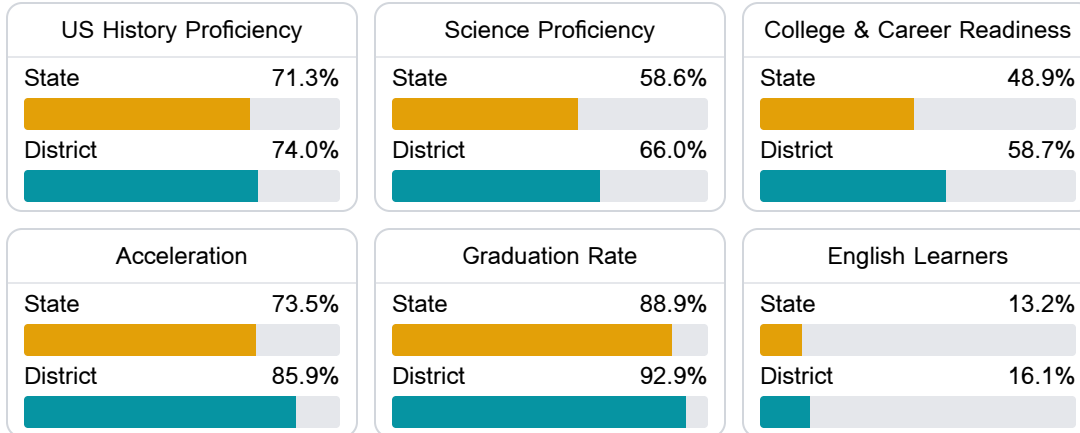 US History Proficiency
State 71.3%
District 74.0%
Science Proficiency
State 58.6%
District 66.0%
College & Career Readiness
State 48.9%
District 58.7%
Acceleration
State 73.5%
District 85.9%
Graduation Rate
State 88.9%
District 92.9%
English Learners
State 13.2%
District 16.1%